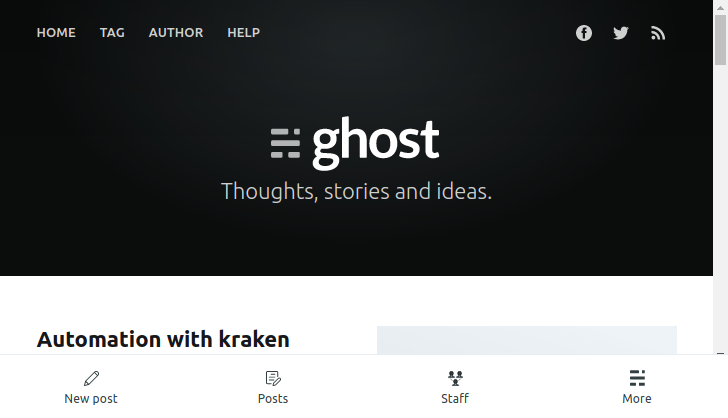 HOME TAG AUTHOR HELP
ghost
Thoughts, stories and ideas.
Automation with kraken
New post Posts Staff More